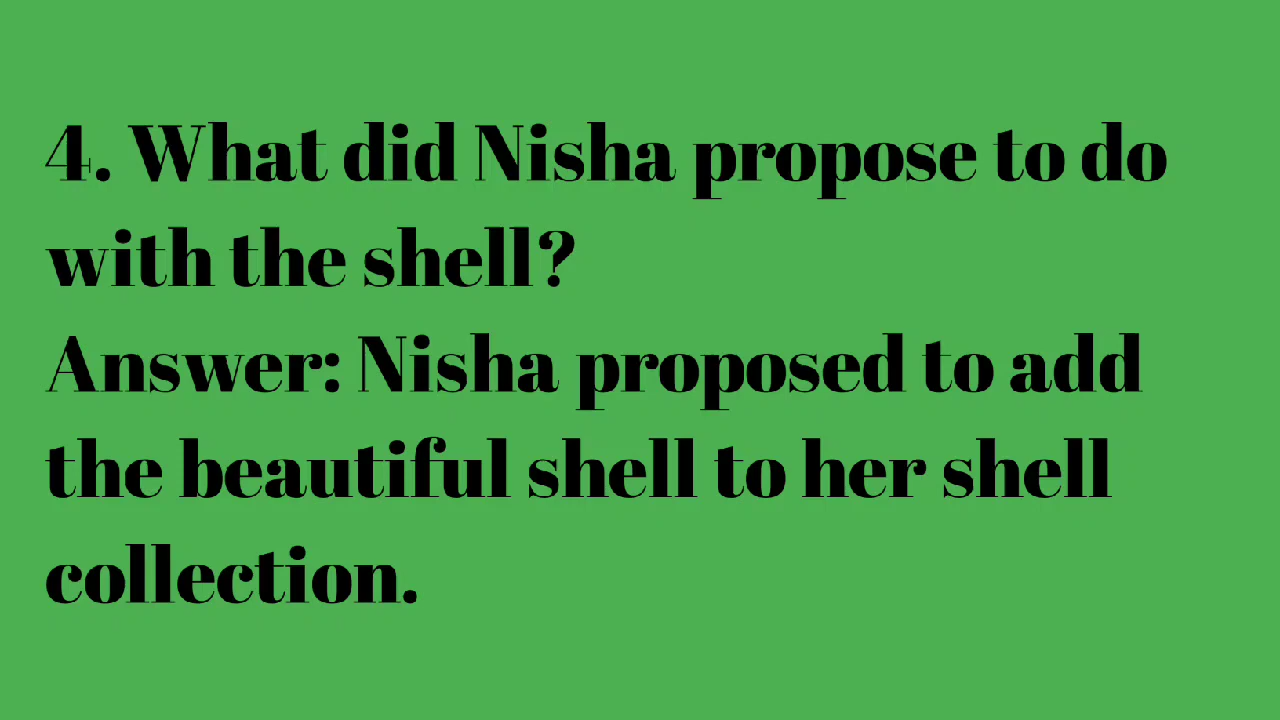 4. What did Nisha propose to do
with the shell?
Answer: Nisha proposed to add
the beautiful shell to her shell
collection.